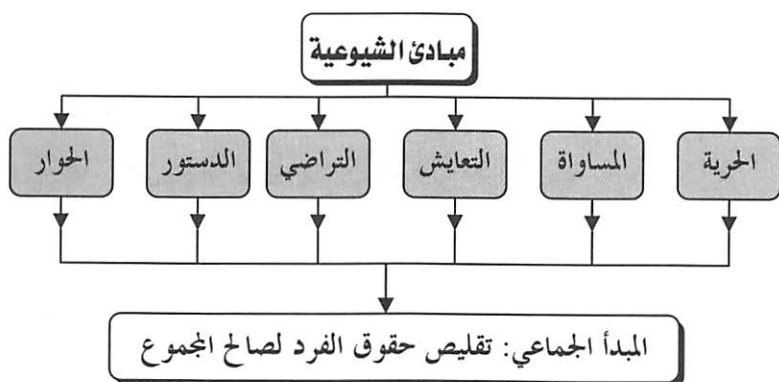 مبادئ الشيوعية
الحرية
المساواة
التعايش
التراضي
الدستور
الحوار
المبدأ الجماعي: تقليص حقوق الفرد لصالح المجموع